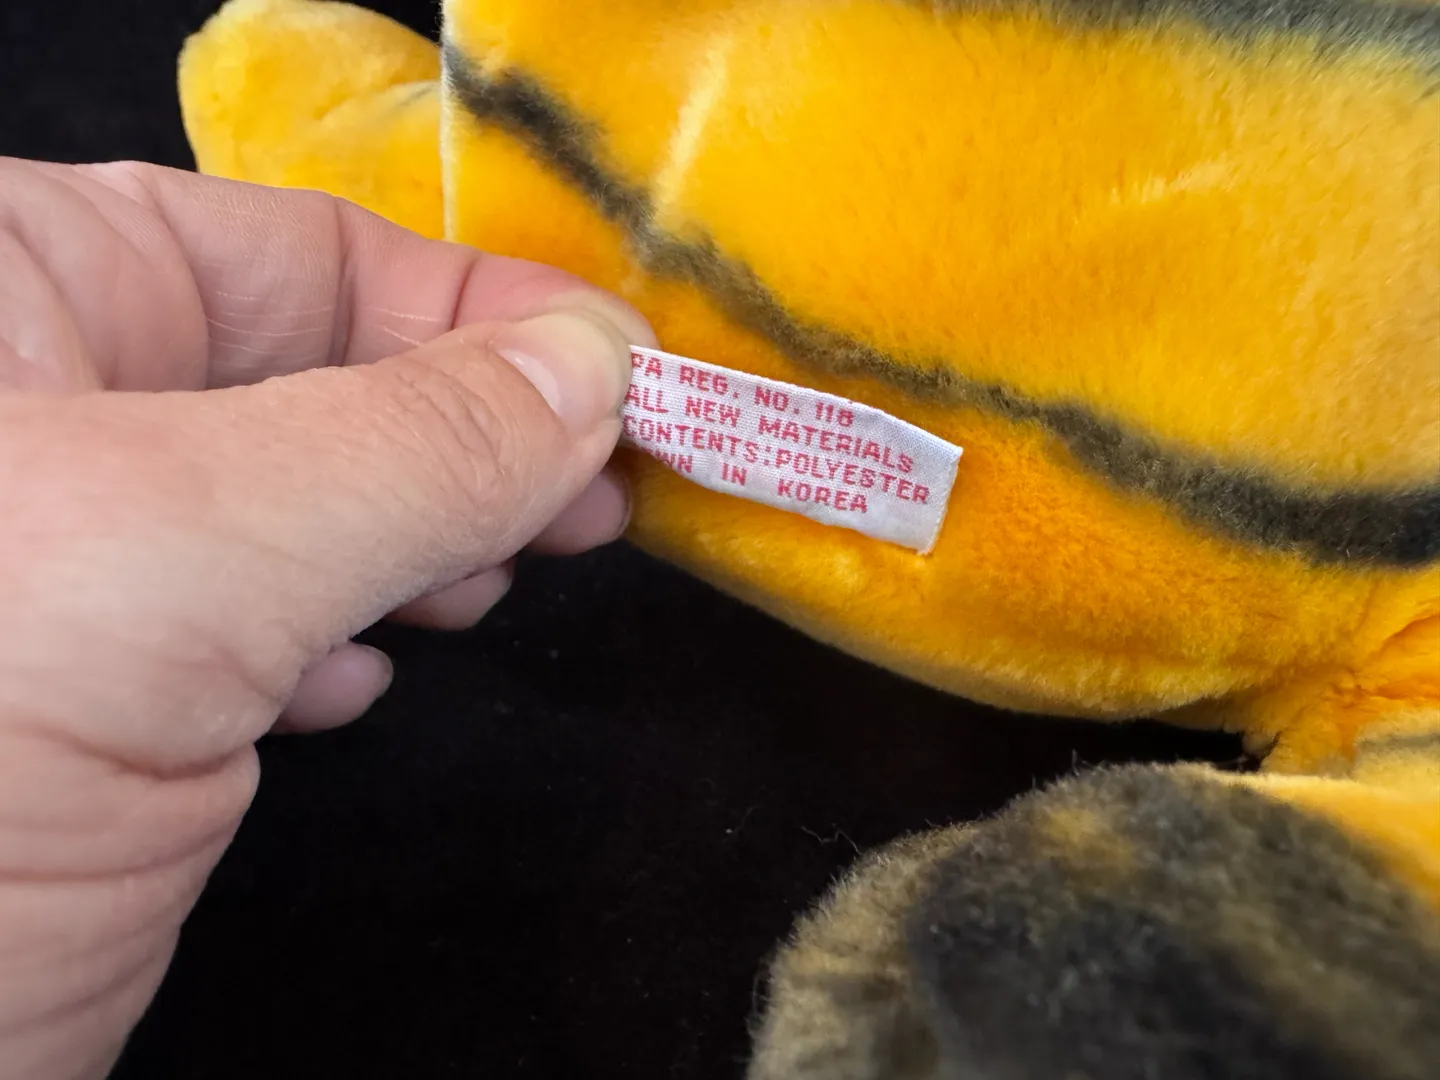 PA REG. NO. 118
ALL NEW MATERIALS
CONTENTS:POLYESTER
IN KOREA